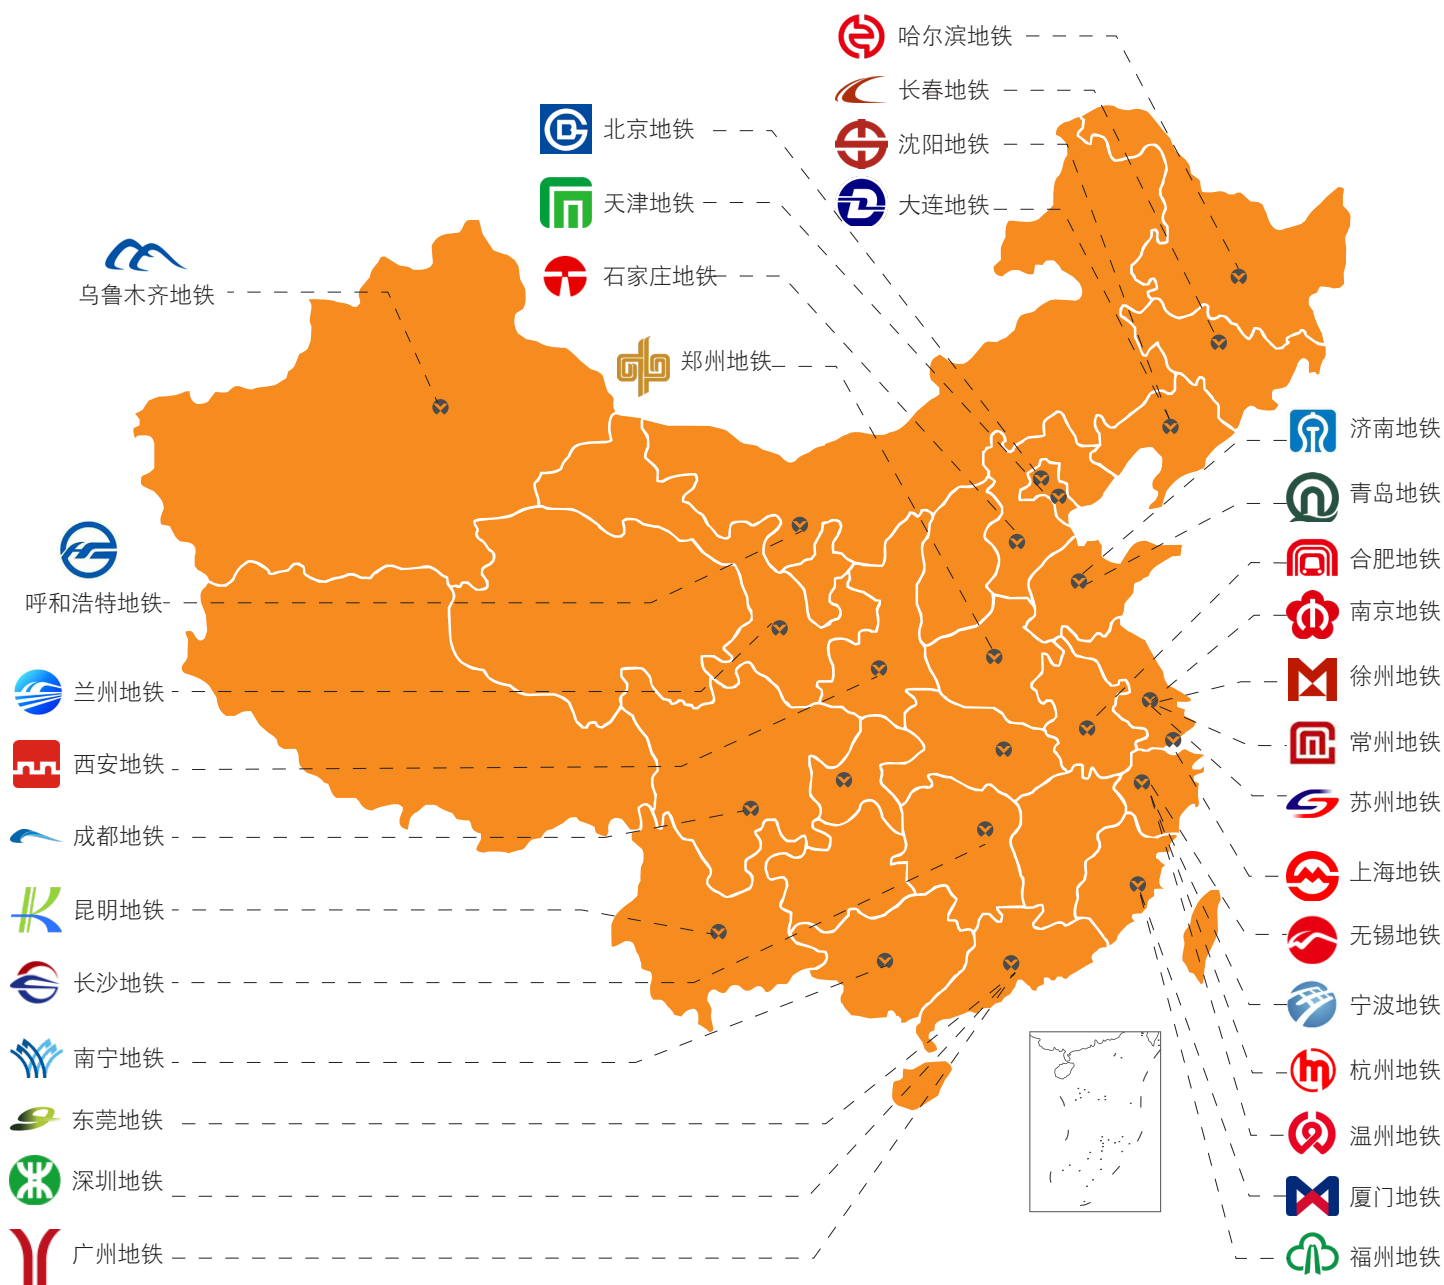 哈尔滨地铁
长春地铁
沈阳地铁
大连地铁
北京地铁
天津地铁
石家庄地铁
郑州地铁
乌鲁木齐地铁
呼和浩特地铁
兰州地铁
西安地铁
成都地铁
昆明地铁
长沙地铁
南宁地铁
东莞地铁
深圳地铁
广州地铁
济南地铁
青岛地铁
合肥地铁
南京地铁
徐州地铁
常州地铁
苏州地铁
上海地铁
无锡地铁
宁波地铁
杭州地铁
温州地铁
厦门地铁
福州地铁